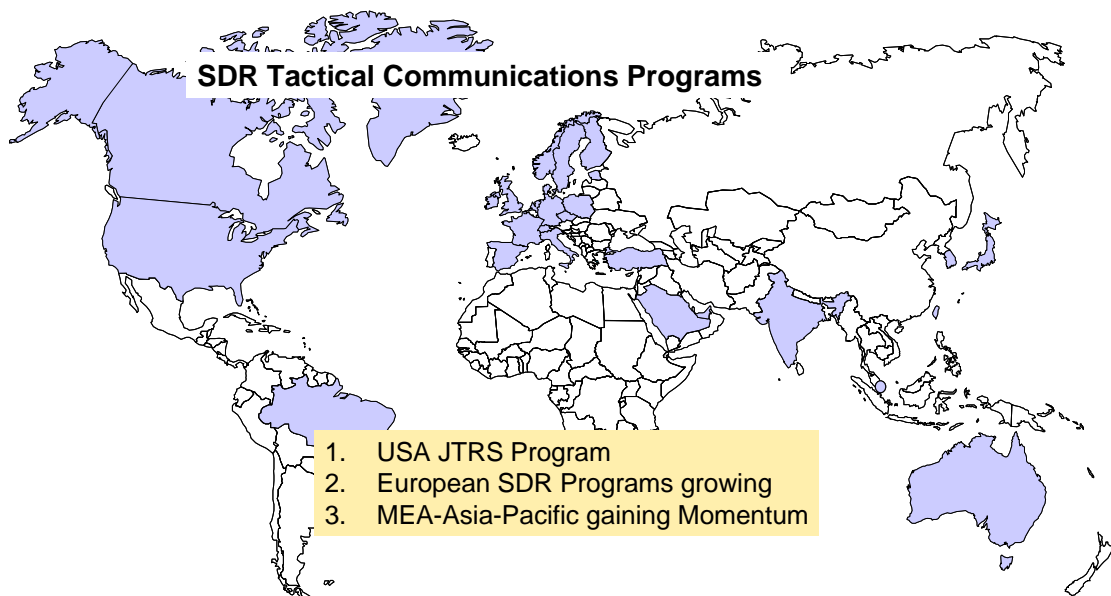 SDR Tactical Communications Programs
1. USA JTRS Program
2. European SDR Programs growing
3. MEA-Asia-Pacific gaining Momentum